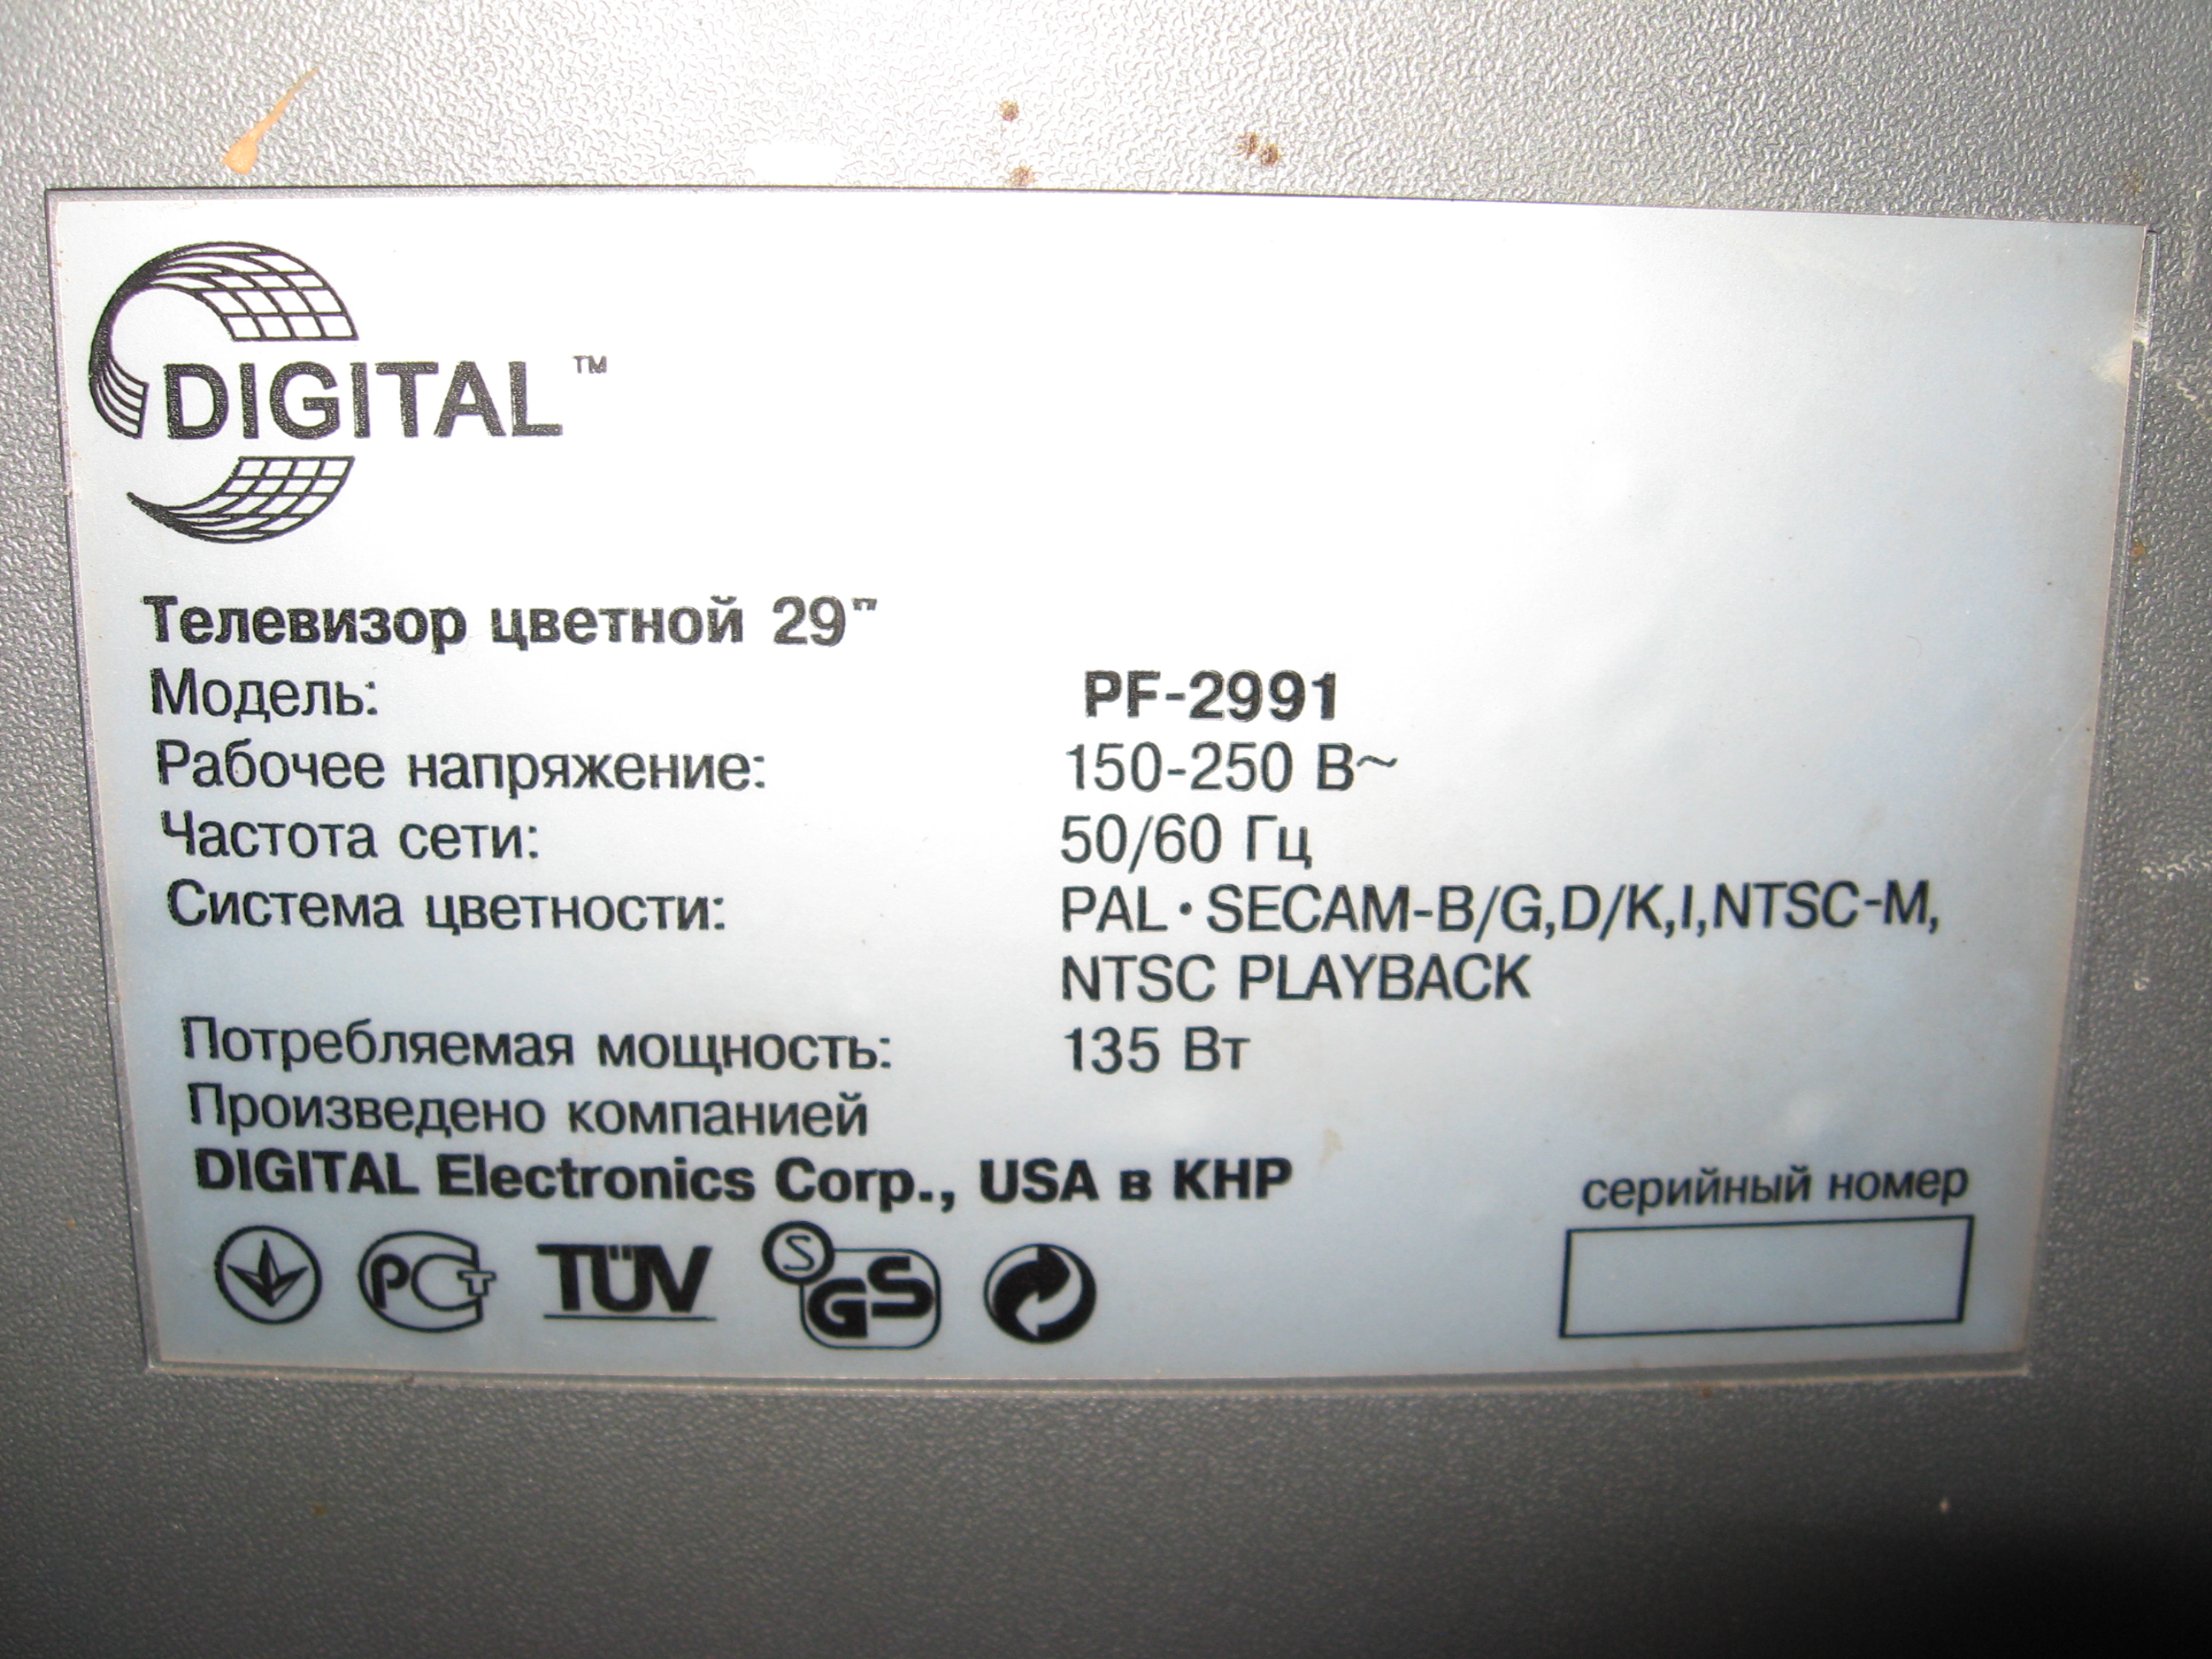 DIGITAL™
Телевизор цветной 29"
Модель: PF-2991
Рабочее напряжение: 150-250 В~
Частота сети: 50/60 Гц
Система цветности: PAL·SECAM-B/G,D/K,I,NTSC-M,
NTSC PLAYBACK
Потребляемая мощность: 135 Вт
Произведено компанией
DIGITAL Electronics Corp., USA в КНР
серийный номер
РСТ TÜV S GS